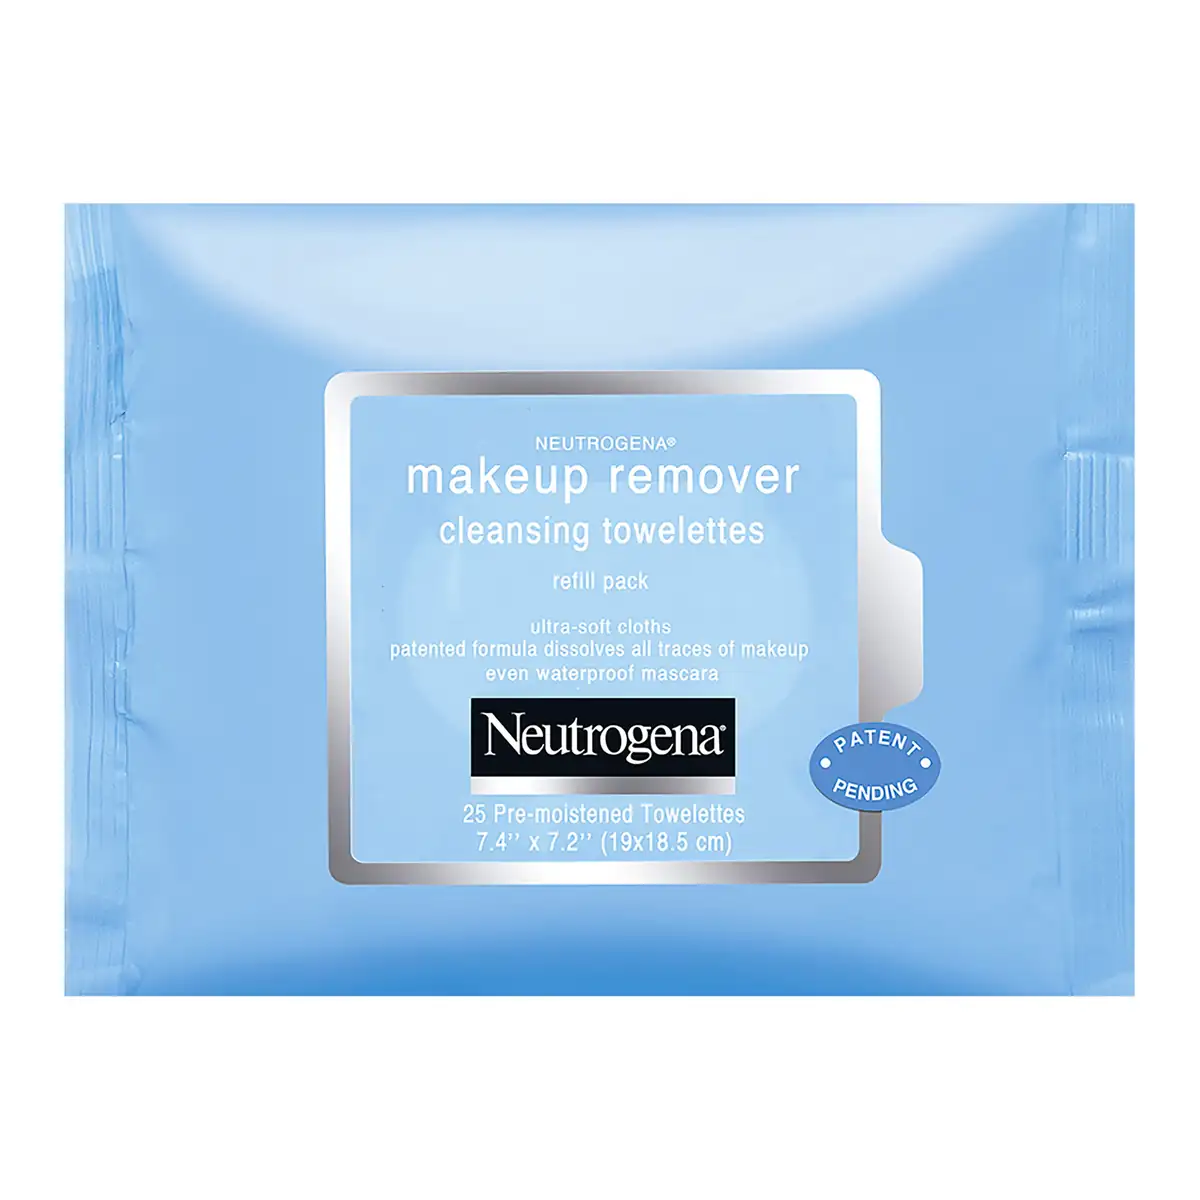 NEUTROGENA®
makeup remover
cleansing towelettes
refill pack
ultra-soft cloths
patented formula dissolves all traces of makeup
even waterproof mascara
Neutrogena®
25 Pre-moistened Towelettes
7.4’’ x 7.2’’ (19x18.5 cm)
PATENT
PENDING